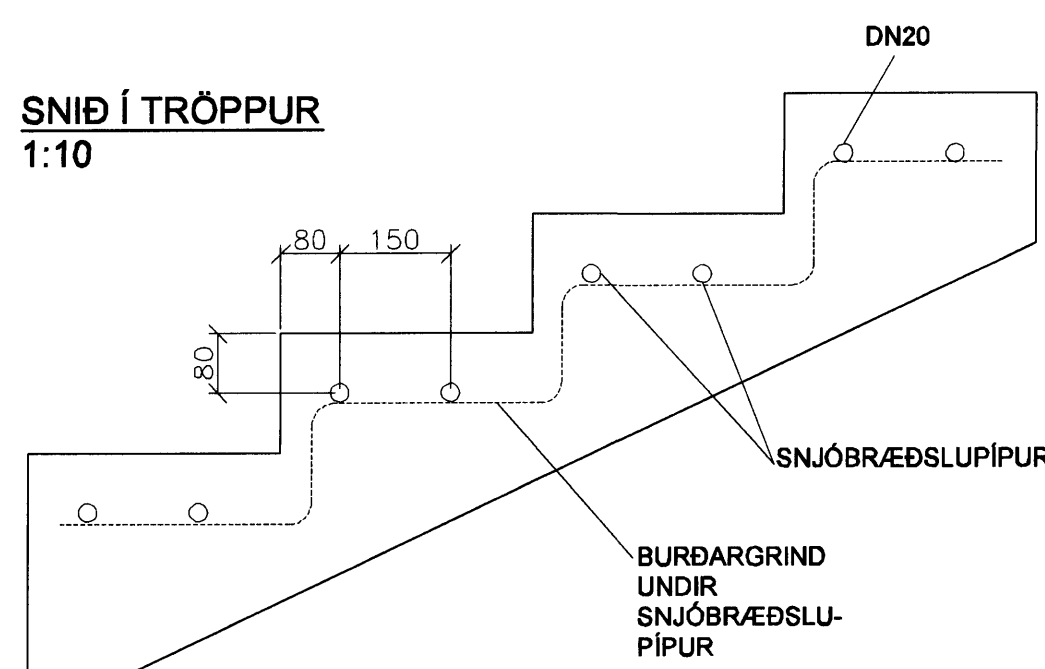 DN20
SNIÐ Í TRÖPPUR
1:10
80
150
80
SNJÓBRÆÐSLUPÍPUR
BURÐARGRIND
UNDIR
SNJÓBRÆÐSLU-
PÍPUR